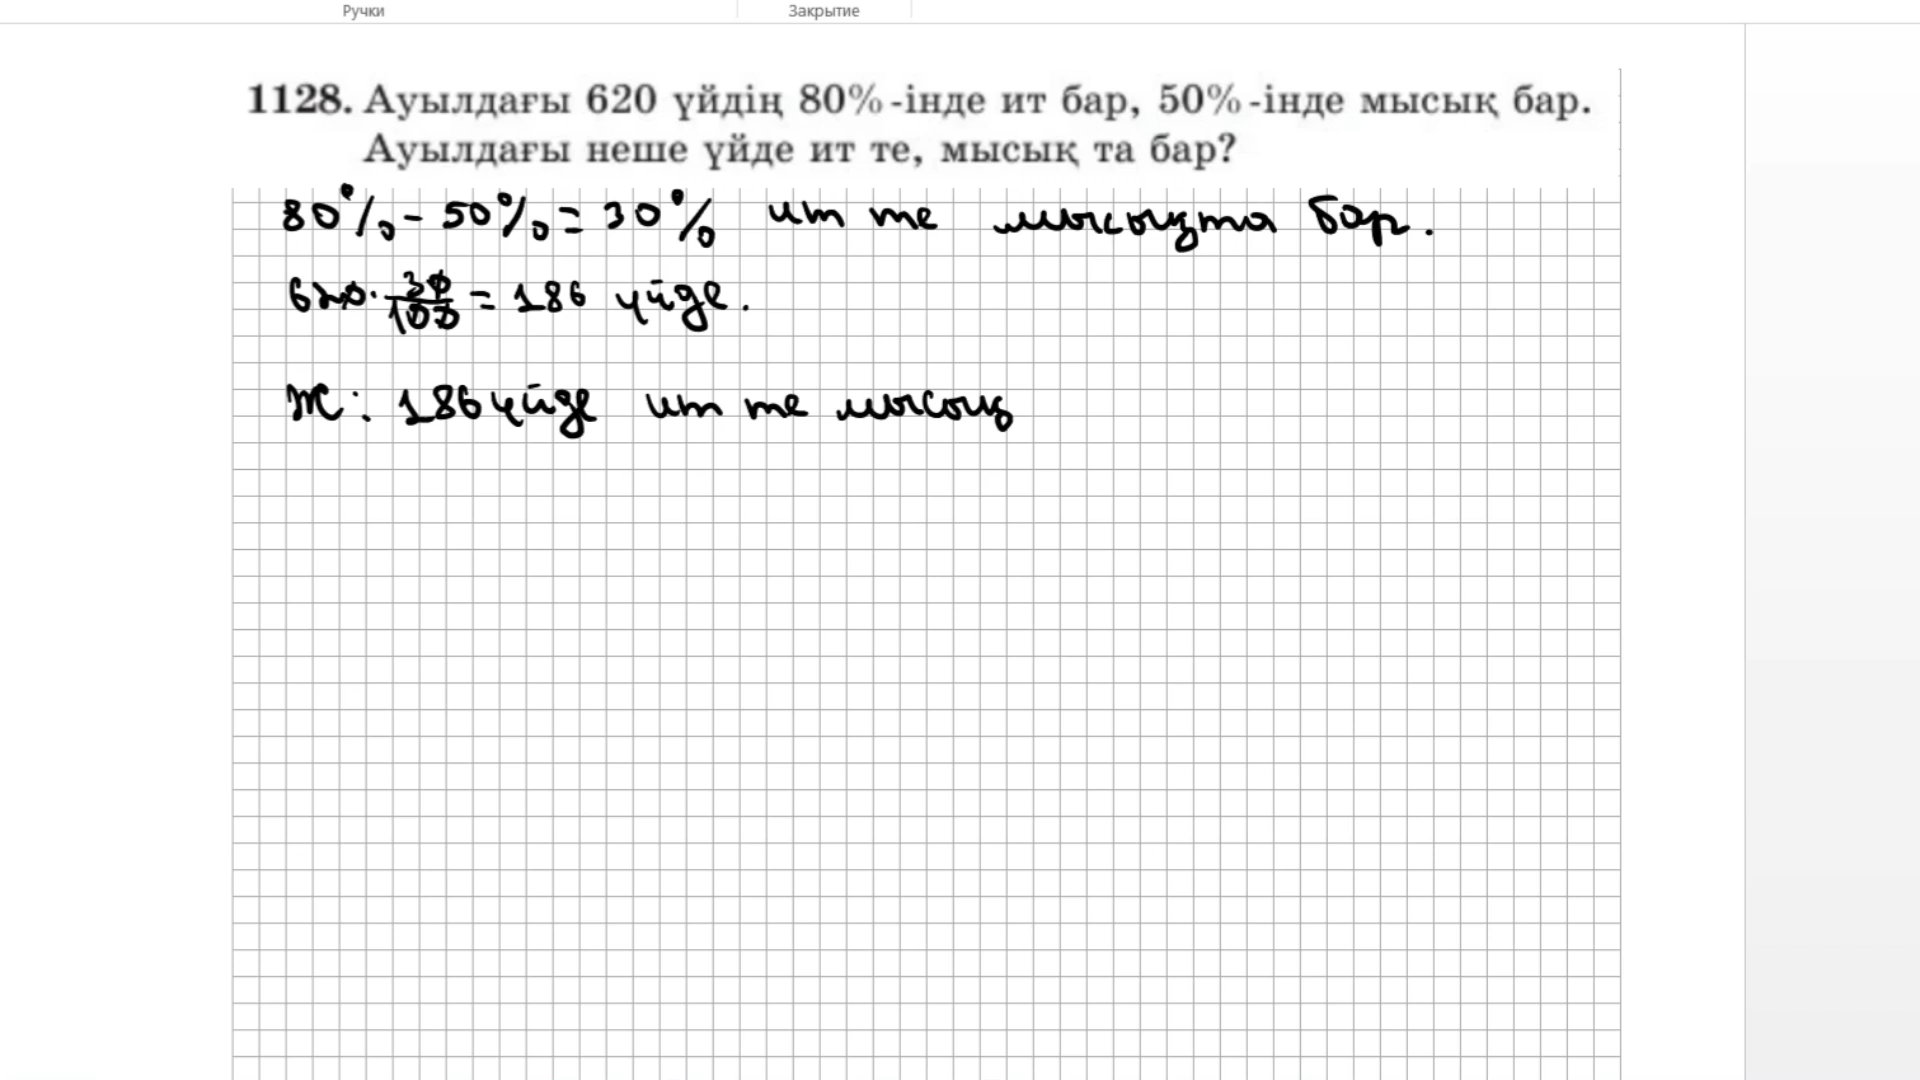 Ручки Закрытие
1128. Ауылдағы 620 үйдің 80%-інде ит бар, 50%-інде мысық бар.
Ауылдағы неше үйде ит те, мысық та бар?
80% - 50% = 30% ит те мысықта бар.
620 · 30/100 = 186 үйде.
Ж: 186 үйде ит те мысық